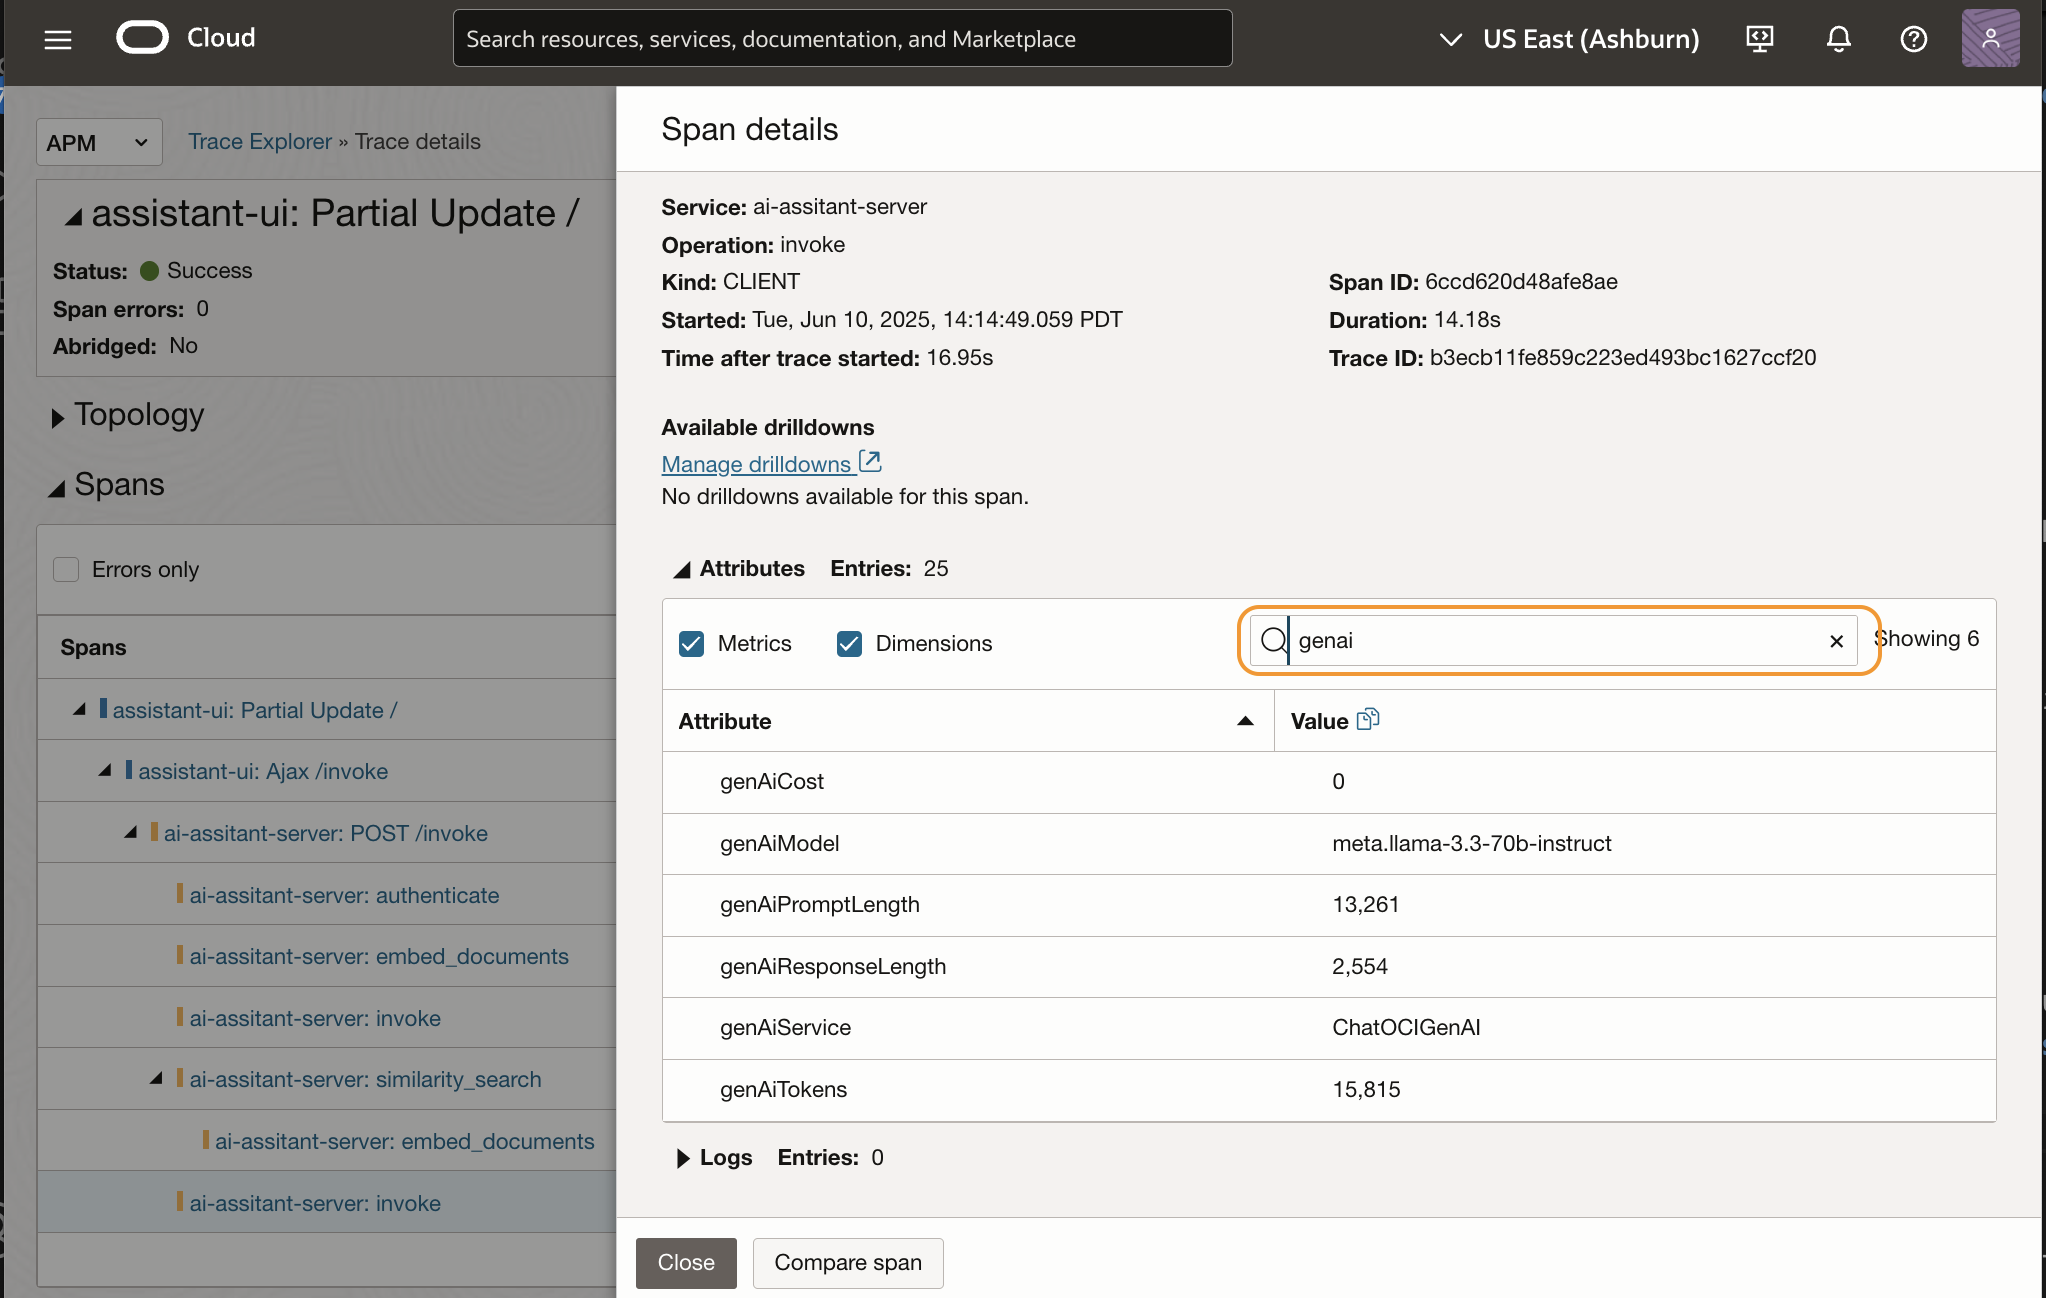 Cloud
Search resources, services, documentation, and Marketplace
US East (Ashburn)
APM
Trace Explorer » Trace details
assistant-ui: Partial Update /
Status: Success
Span errors: 0
Abridged: No
Topology
Spans
Errors only
Spans
assistant-ui: Partial Update /
assistant-ui: Ajax /invoke
ai-assitant-server: POST /invoke
ai-assitant-server: authenticate
ai-assitant-server: embed_documents
ai-assitant-server: invoke
ai-assitant-server: similarity_search
ai-assitant-server: embed_documents
ai-assitant-server: invoke
Span details
Service: ai-assitant-server
Operation: invoke
Kind: CLIENT
Span ID: 6ccd620d48afe8ae
Started: Tue, Jun 10, 2025, 14:14:49.059 PDT
Duration: 14.18s
Time after trace started: 16.95s
Trace ID: b3ecb11fe859c223ed493bc1627ccf20
Available drilldowns
Manage drilldowns
No drilldowns available for this span.
Attributes Entries: 25
Metrics Dimensions genai Showing 6
Attribute Value
genAiCost 0
genAiModel meta.llama-3.3-70b-instruct
genAiPromptLength 13,261
genAiResponseLength 2,554
genAiService ChatOCIGenAI
genAiTokens 15,815
Logs Entries: 0
Close Compare span